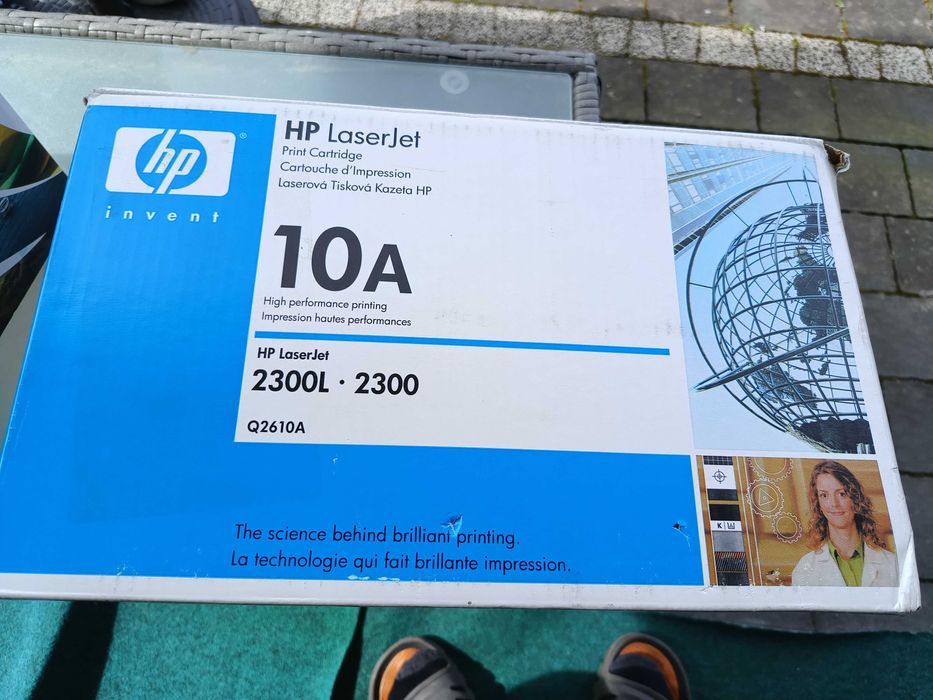 hp
®
invent
HP LaserJet
Print Cartridge
Cartouche d'Impression
Laserová Tisková Kazeta HP
10A
High performance printing
Impression hautes performances
HP LaserJet
2300L · 2300
Q2610A
The science behind brilliant printing.
La technologie qui fait brillante impression.
K